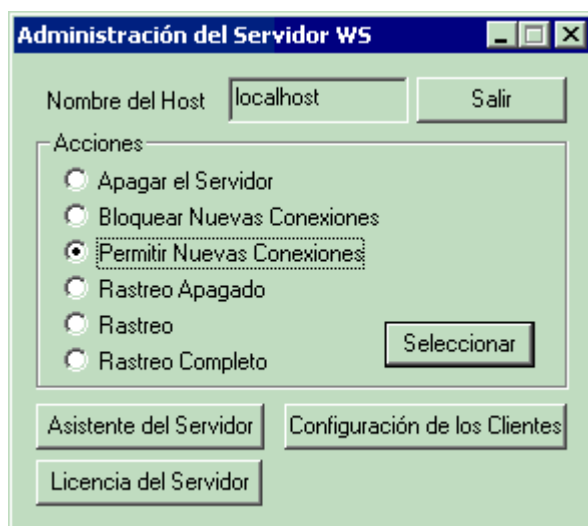 Administración del Servidor WS
Nombre del Host localhost Salir
Acciones
Apagar el Servidor
Bloquear Nuevas Conexiones
Permitir Nuevas Conexiones
Rastreo Apagado
Rastreo
Seleccionar
Rastreo Completo
Asistente del Servidor Configuración de los Clientes
Licencia del Servidor